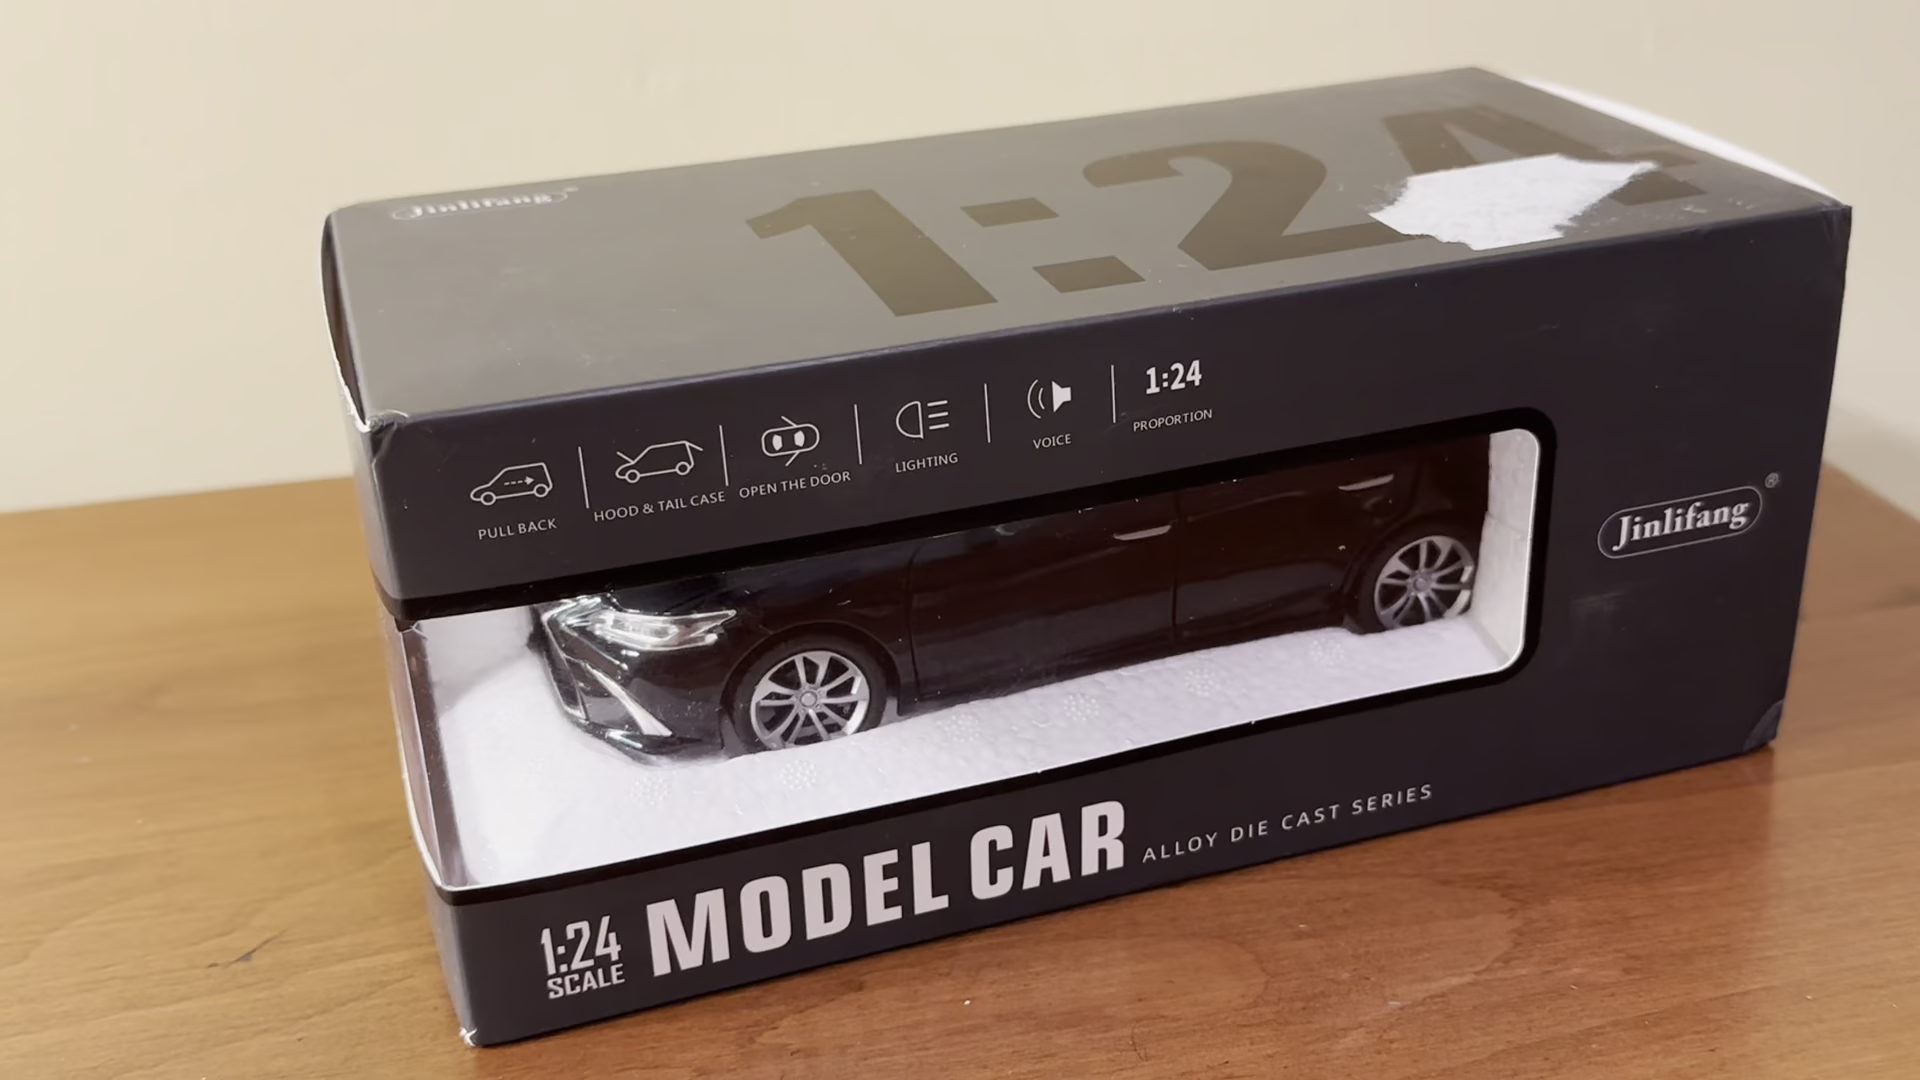 Jinlifang
1:24
PULL BACK
HOOD & TAIL CASE
OPEN THE DOOR
LIGHTING
VOICE
1:24
PROPORTION
Jinlifang®
1:24
SCALE
MODEL CAR
ALLOY DIE CAST SERIES